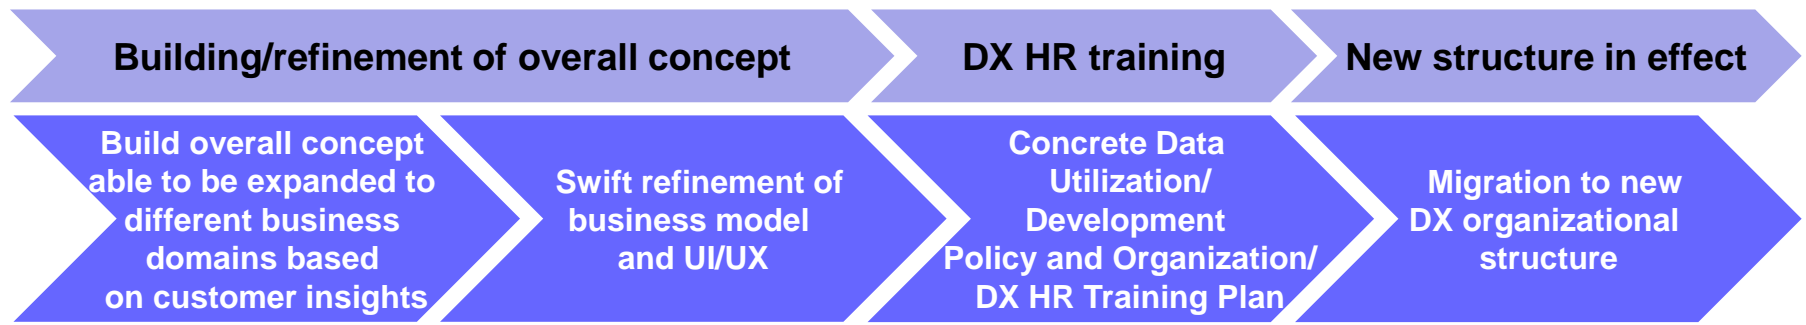 Building/refinement of overall concept
DX HR training
New structure in effect
Build overall concept
able to be expanded to
different business
domains based
on customer insights
Swift refinement of
business model
and UI/UX
Concrete Data
Utilization/
Development
Policy and Organization/
DX HR Training Plan
Migration to new
DX organizational
structure